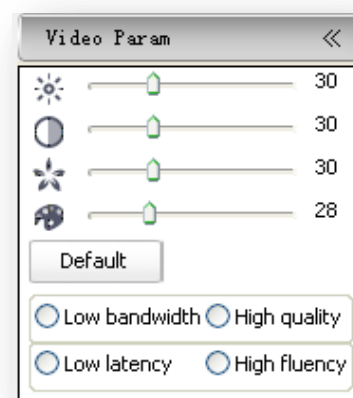 Video Param
30
30
30
28
Default
Low bandwidth High quality
Low latency High fluency